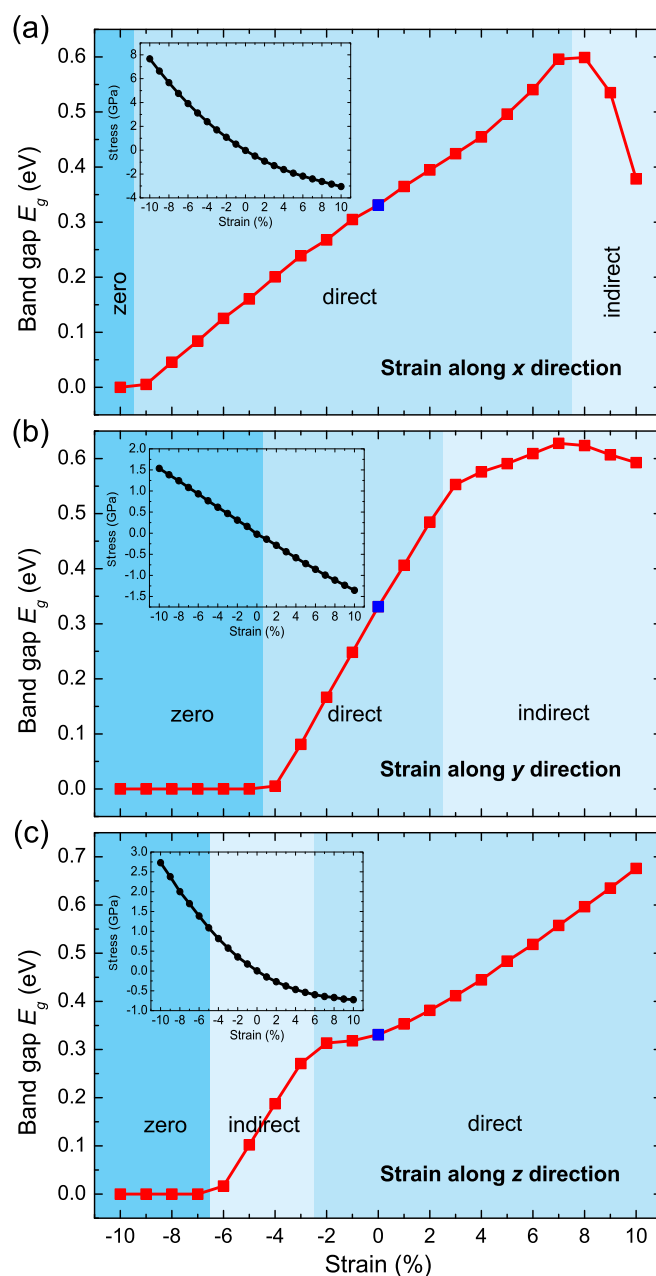 (a)
Band gap Eg (eV)
0.6
0.5
0.4
0.3
0.2
0.1
0.0
Stress (GPa)
8
6
4
2
0
-2
-4
-10 -8 -6 -4 -2 0 2 4 6 8 10
Strain (%)
zero
direct
indirect
Strain along x direction
(b)
Band gap Eg (eV)
0.6
0.5
0.4
0.3
0.2
0.1
0.0
Stress (GPa)
2.0
1.5
1.0
0.5
0.0
-0.5
-1.0
-1.5
-10 -8 -6 -4 -2 0 2 4 6 8 10
Strain (%)
zero
direct
indirect
Strain along y direction
(c)
Band gap Eg (eV)
0.7
0.6
0.5
0.4
0.3
0.2
0.1
0.0
Stress (GPa)
3.0
2.5
2.0
1.5
1.0
0.5
0.0
-0.5
-1.0
-10 -8 -6 -4 -2 0 2 4 6 8 10
Strain (%)
zero
indirect
direct
Strain along z direction
-10 -8 -6 -4 -2 0 2 4 6 8 10
Strain (%)